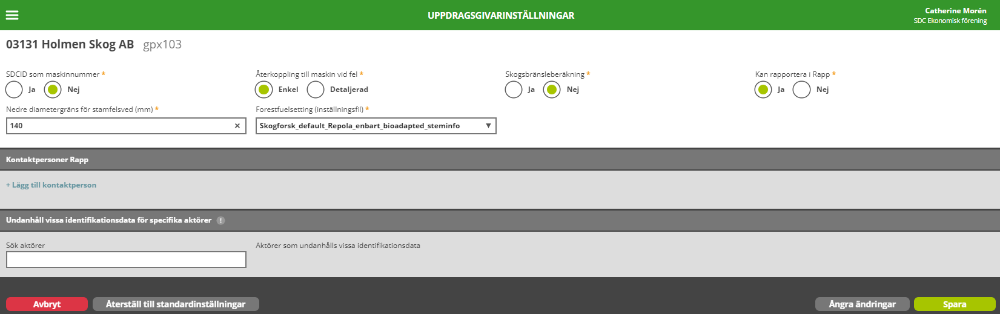 UPPDRAGSGIVARINSTÄLLNINGAR
Catherine Morén
SDC Ekonomisk förening
03131 Holmen Skog AB gpx103
SDCID som maskinnummer *
Ja Nej
Återkoppling till maskin vid fel *
Enkel Detaljerad
Skogsbränsleberäkning *
Ja Nej
Kan rapportera i Rapp *
Ja Nej
Nedre diametergräns för stamfelsved (mm) *
140 ×
Forestfuelsetting (inställningsfil) *
Skogforsk_default_Repola_enbart_bioadapted_steminfo
Kontaktpersoner Rapp
+ Lägg till kontaktperson
Undanhåll vissa identifikationsdata för specifika aktörer !
Sök aktörer
Aktörer som undanhålls vissa identifikationsdata
Avbryt
Återställ till standardinställningar
Ångra ändringar
Spara